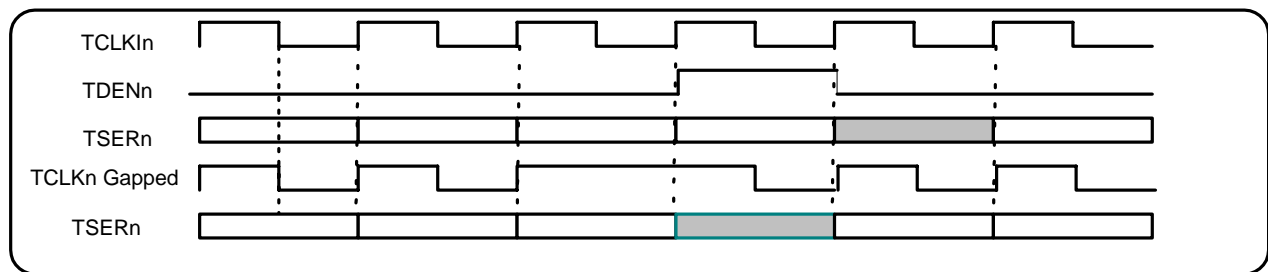 TCLKIn
TDENn
TSERn
TCLKn Gapped
TSERn